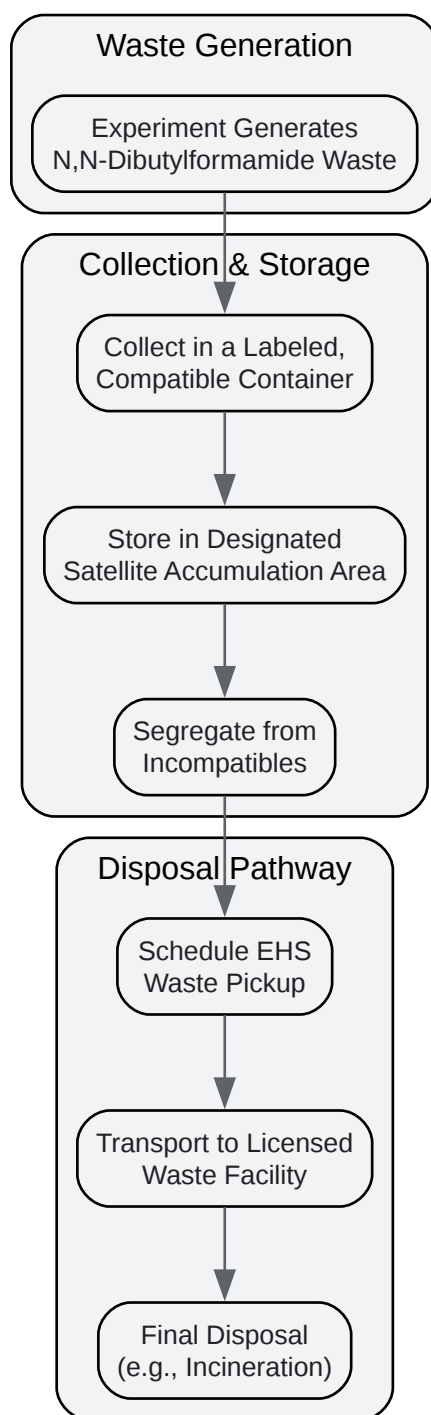 Waste Generation
Experiment Generates
N,N-Dibutylformamide Waste
Collection & Storage
Collect in a Labeled,
Compatible Container
Store in Designated
Satellite Accumulation Area
Segregate from
Incompatibles
Disposal Pathway
Schedule EHS
Waste Pickup
Transport to Licensed
Waste Facility
Final Disposal
(e.g., Incineration)